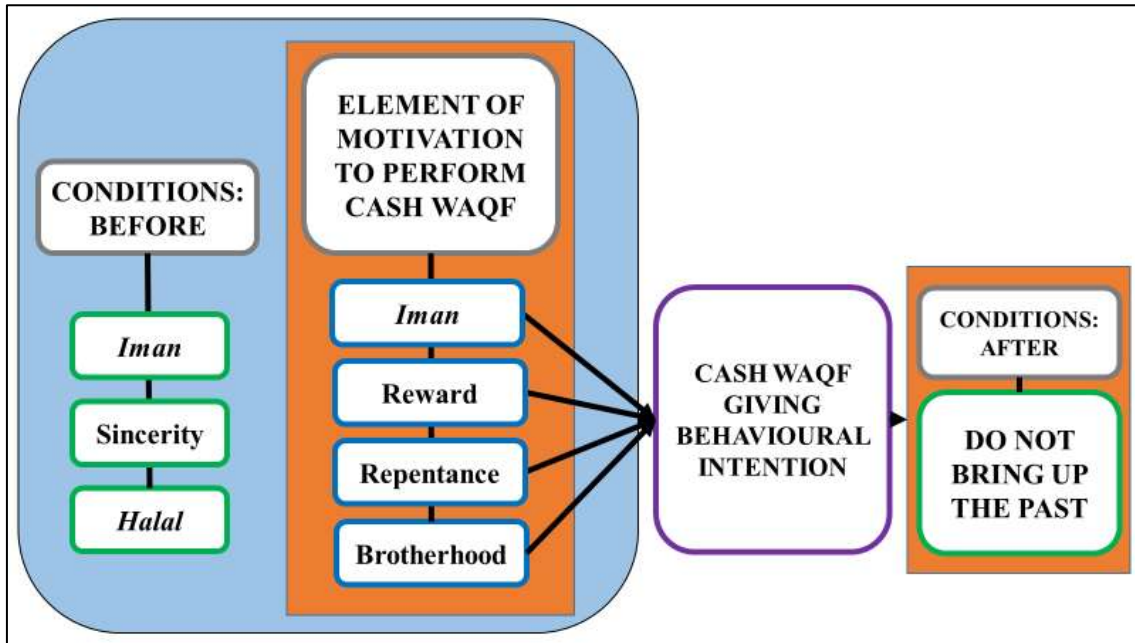 CONDITIONS:
BEFORE
Iman
Sincerity
Halal
ELEMENT OF
MOTIVATION
TO PERFORM
CASH WAQF
Iman
Reward
Repentance
Brotherhood
CASH WAQF
GIVING
BEHAVIOURAL
INTENTION
CONDITIONS:
AFTER
DO NOT
BRING UP
THE PAST